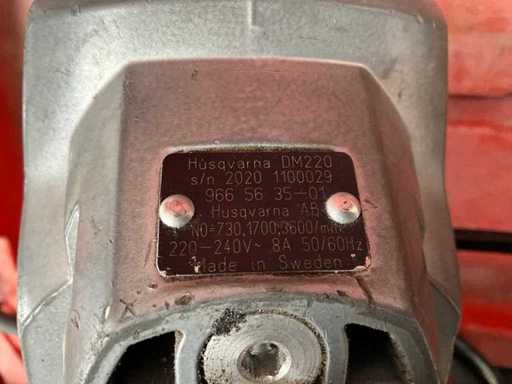 Husqvarna DM220
s/n 2020 1100029
966 56 35-01
Husqvarna AB
N0=730,1700,3600/min
220-240V~ 8A 50/60Hz
Made in Sweden